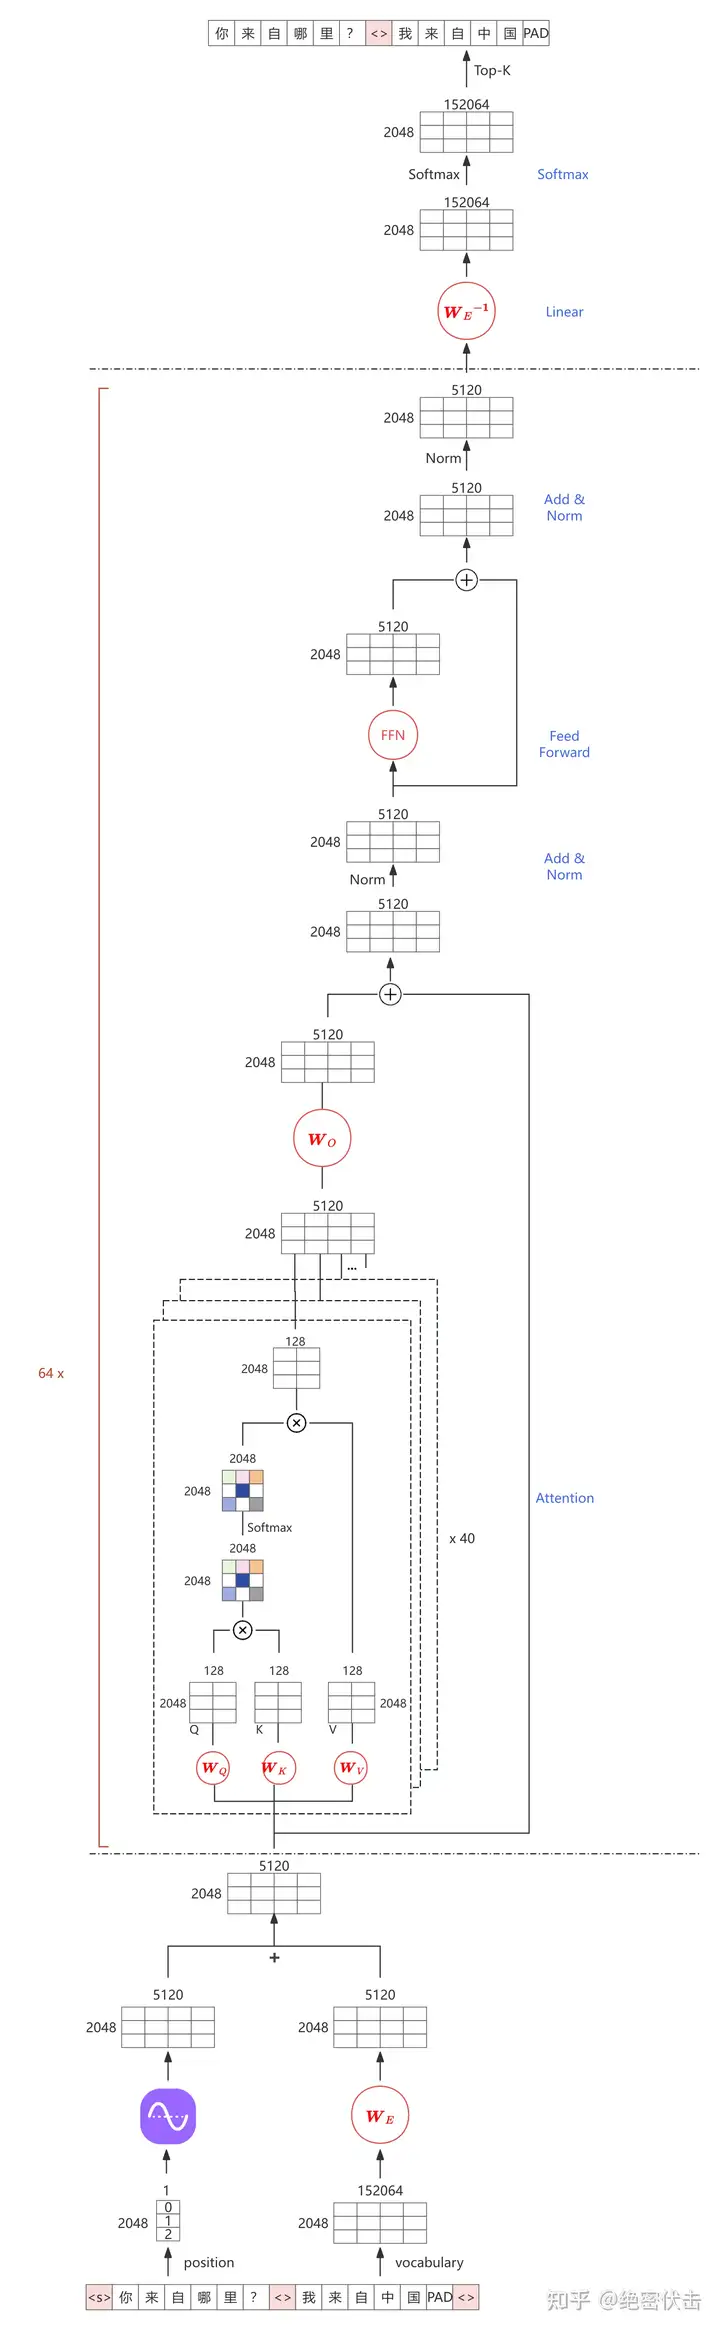 你 来 自 哪 里 ? <> 我 来 自 中 国 PAD
Top-K
152064
2048
Softmax
Softmax
152064
2048
W_E^-1
Linear
5120
2048
Norm
5120
2048
Add &
Norm
5120
2048
FFN
Feed
Forward
5120
2048
Add &
Norm
Norm
5120
2048
5120
2048
W_O
5120
2048
...
128
2048
64 x
2048
2048
Attention
Softmax
x 40
2048
2048
128 128 128
2048 2048
Q K V
W_Q W_K W_V
5120
2048
+
5120 5120
2048 2048
W_E
1 152064
2048 0 1 2 2048
position vocabulary
<s> 你 来 自 哪 里 ? <> 我 来 自 中 国 PAD <>
知乎 @绝密伏击